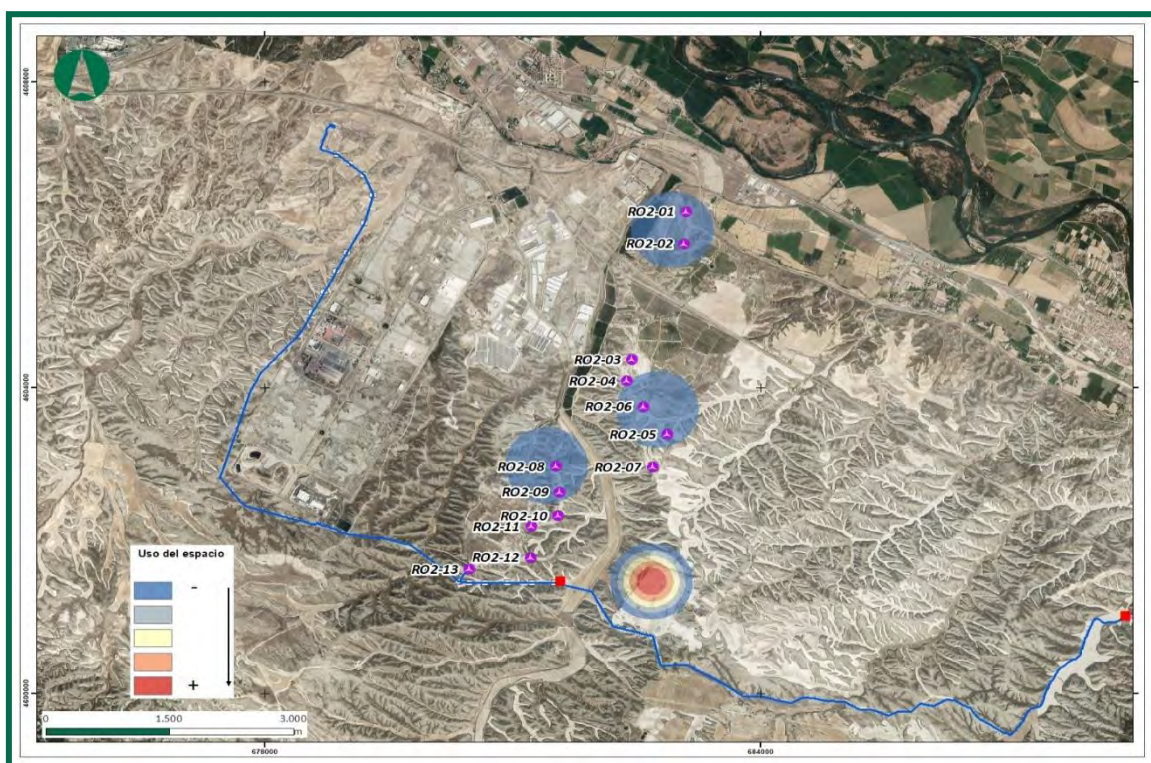 4608000
RO2-01
RO2-02
RO2-03
4604000
RO2-04
RO2-06
RO2-05
RO2-08
RO2-07
RO2-09
RO2-10
RO2-11
RO2-12
RO2-13
Uso del espacio
-
+
4600000
0 1.500 3.000
m
678000 684000